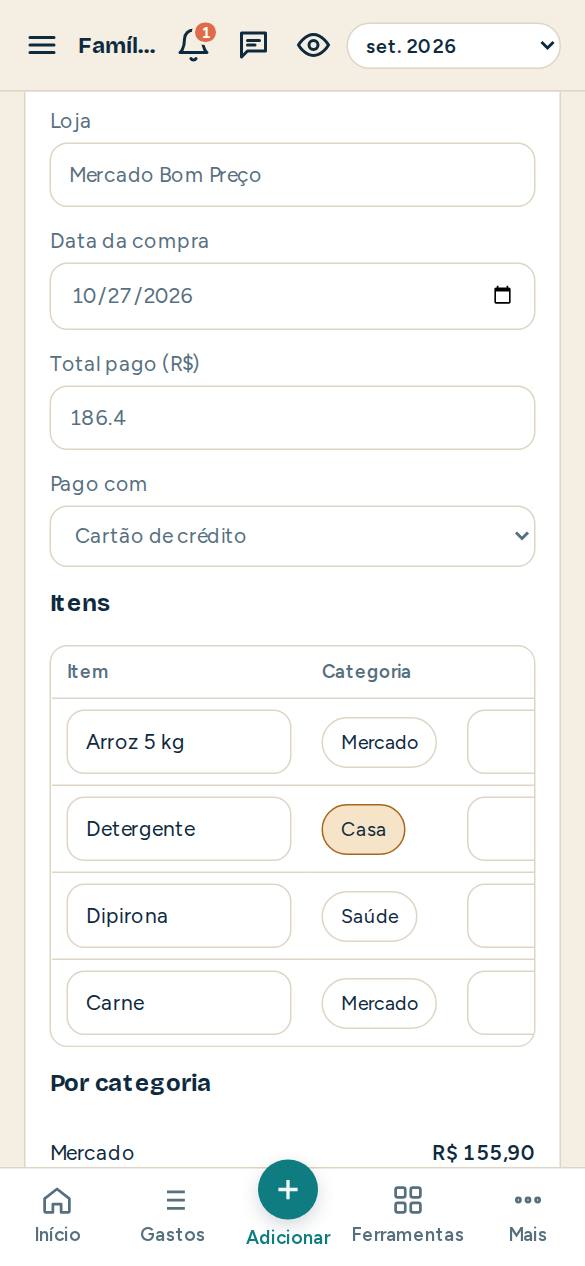 Famíl...
1
set. 2026
Loja
Mercado Bom Preço
Data da compra
10/27/2026
Total pago (R$)
186.4
Pago com
Cartão de crédito
Itens
Item Categoria
Arroz 5 kg Mercado
Detergente Casa
Dipirona Saúde
Carne Mercado
Por categoria
Mercado R$ 155,90
Início Gastos Adicionar Ferramentas Mais